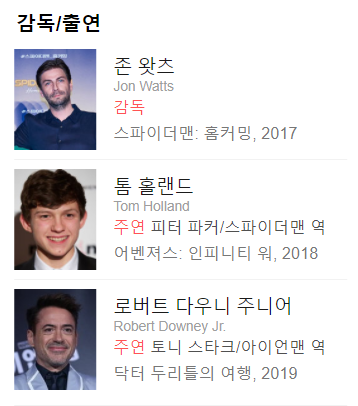 감독/출연
존 왓츠
Jon Watts
감독
스파이더맨: 홈커밍, 2017
톰 홀랜드
Tom Holland
주연 피터 파커/스파이더맨 역
어벤져스: 인피니티 워, 2018
로버트 다우니 주니어
Robert Downey Jr.
주연 토니 스타크/아이언맨 역
닥터 두리틀의 여행, 2019